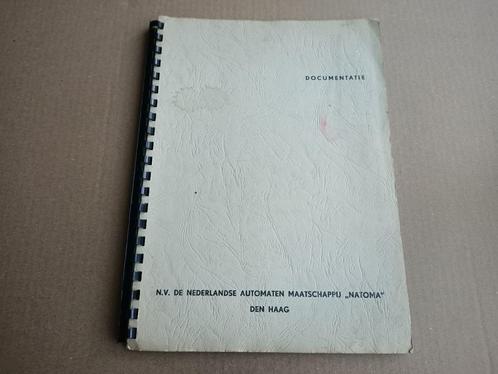 DOCUMENTATIE
N.V. DE NEDERLANDSE AUTOMATEN MAATSCHAPPIJ „NATOMA”
DEN HAAG